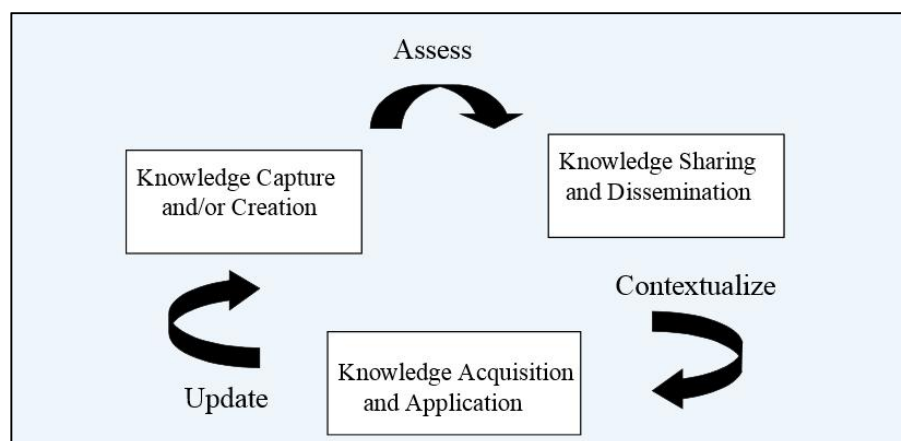 Assess
Knowledge Capture
and/or Creation
Knowledge Sharing
and Dissemination
Contextualize
Knowledge Acquisition
and Application
Update